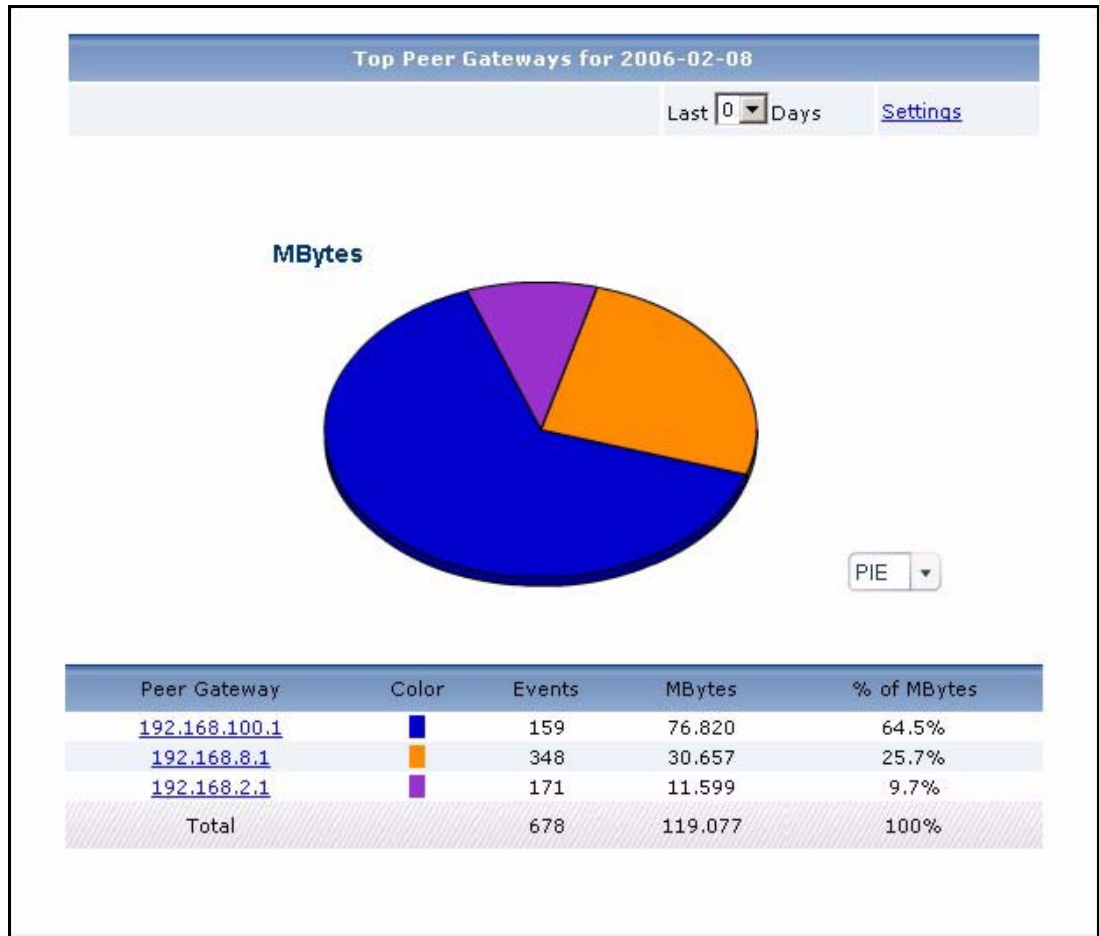 Top Peer Gateways for 2006-02-08
Last 0 Days Settings
MBytes
PIE
Peer Gateway Color Events MBytes % of MBytes
192.168.100.1 159 76.820 64.5%
192.168.8.1 348 30.657 25.7%
192.168.2.1 171 11.599 9.7%
Total 678 119.077 100%